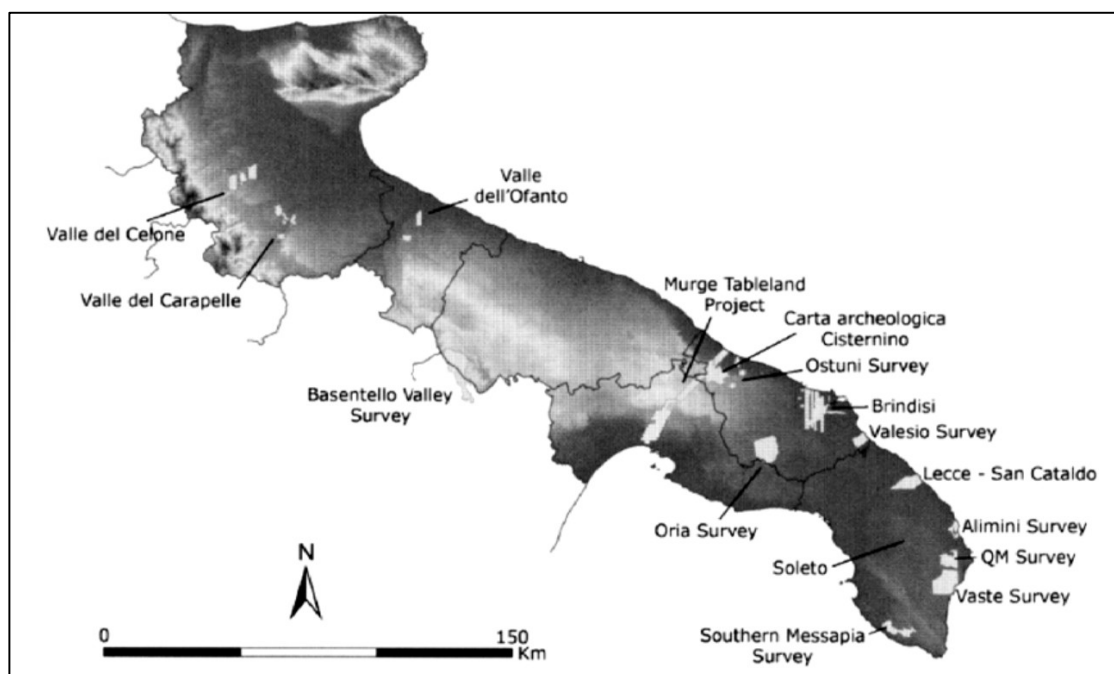 Valle
dell'Ofanto
Valle del Celone
Valle del Carapelle
Murge Tableland
Project
Carta archeologica
Cisternino
Ostuni Survey
Basentello Valley
Survey
Brindisi
Valesio Survey
Lecce - San Cataldo
Oria Survey
Alimini Survey
Soleto
QM Survey
Vaste Survey
Southern Messapia
Survey
N
0
150
Km